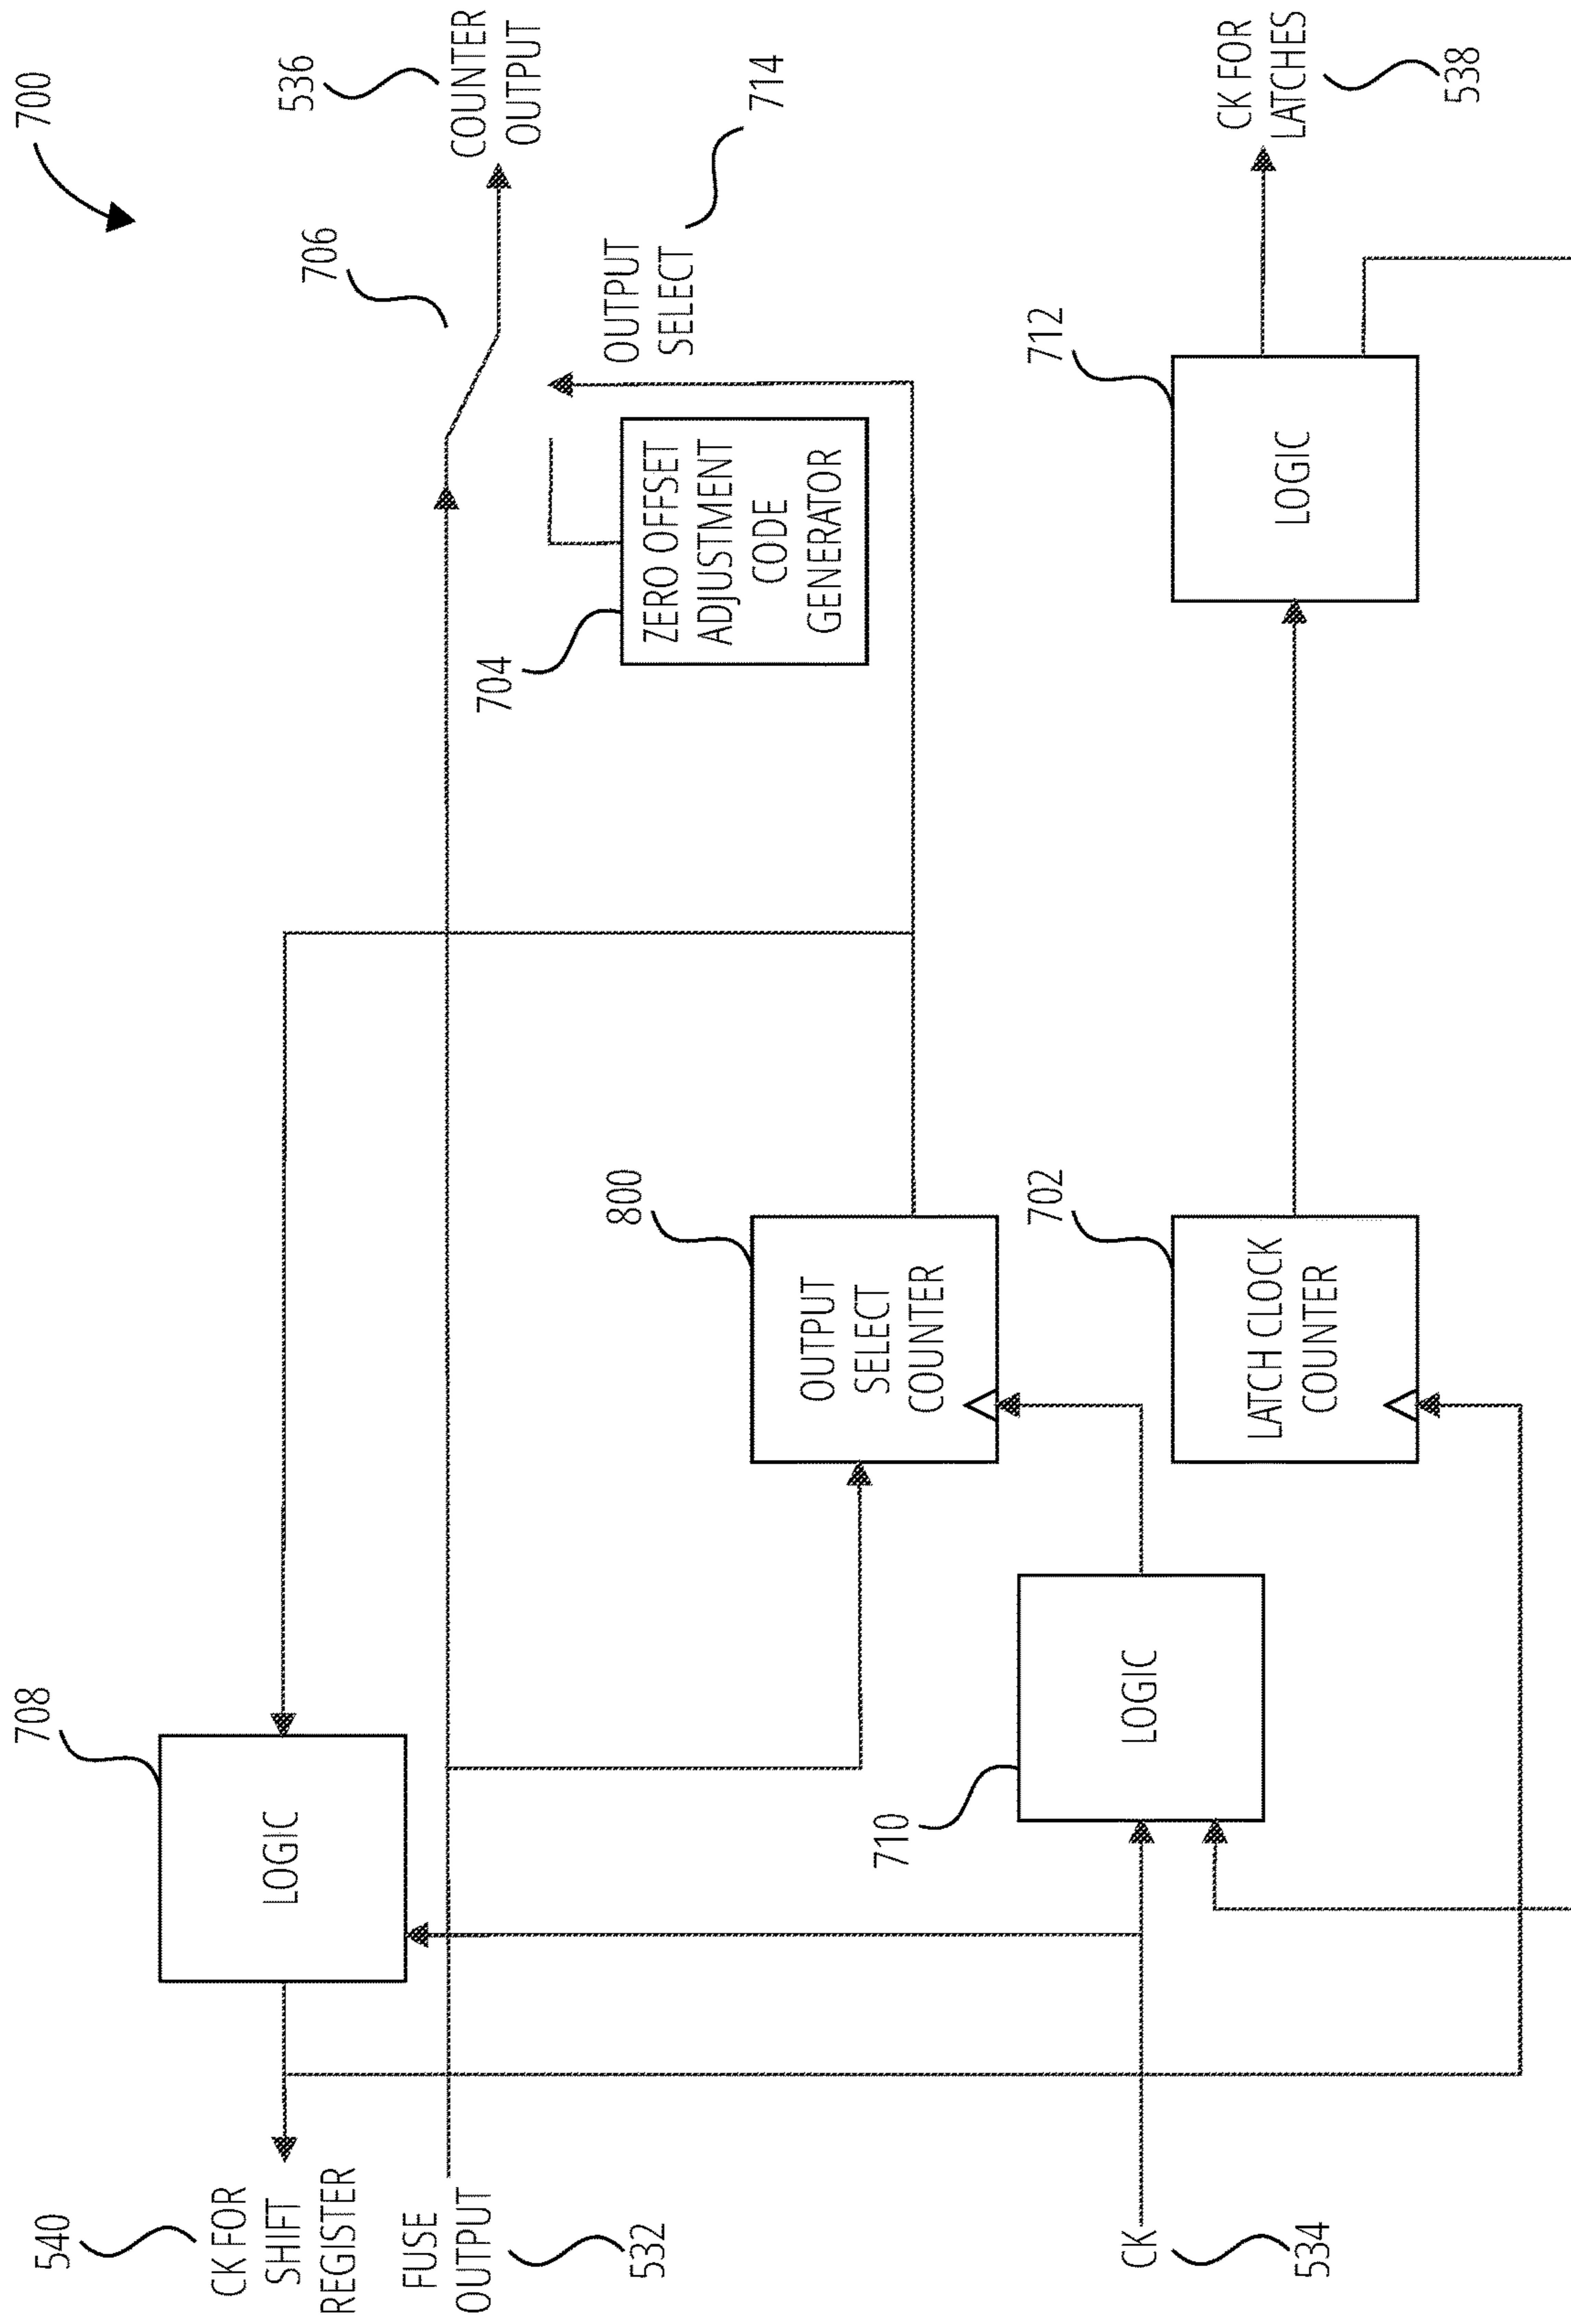 700
540
CK FOR
SHIFT
REGISTER
708
LOGIC
706
536
COUNTER
OUTPUT
FUSE
OUTPUT
532
704
ZERO OFFSET
ADJUSTMENT
CODE
GENERATOR
OUTPUT
SELECT
714
800
OUTPUT
SELECT
COUNTER
710
LOGIC
CK
534
702
LATCH CLOCK
COUNTER
712
LOGIC
CK FOR
LATCHES
538